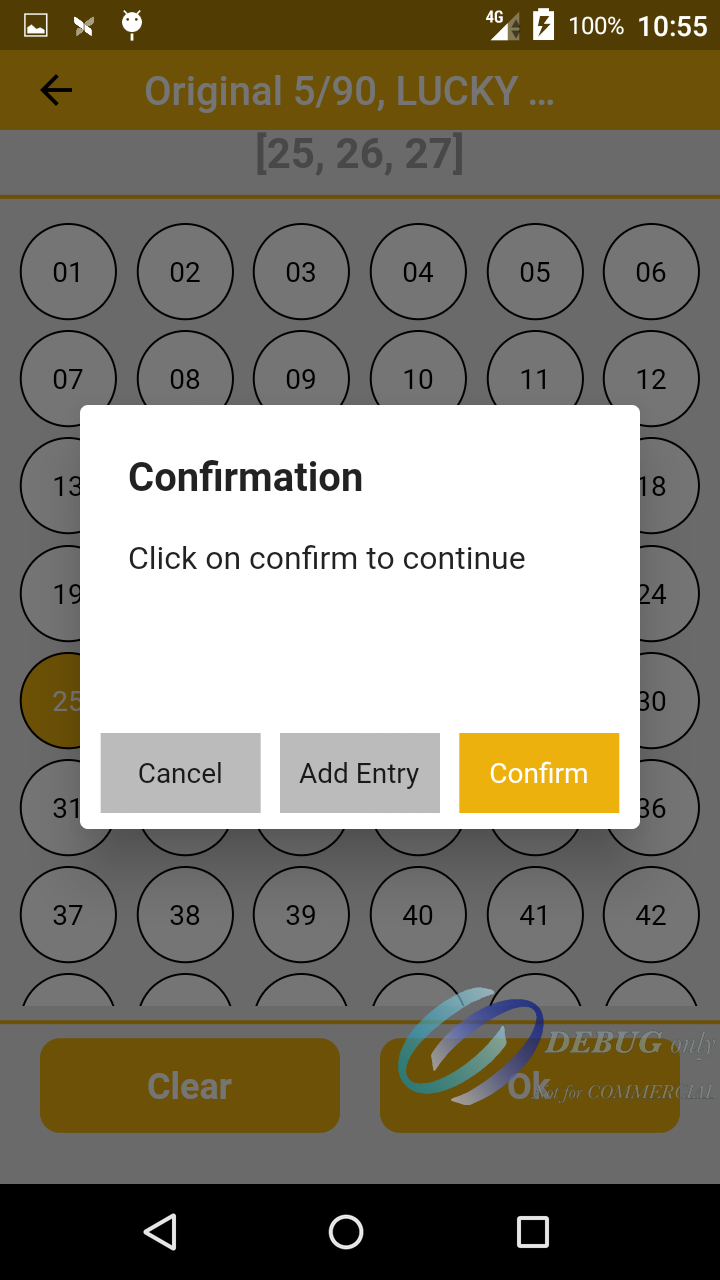 4G 100% 10:55
Original 5/90, LUCKY ...
[25, 26, 27]
01 02 03 04 05 06
07 08 09 10 11 12
13 18
19 24
25 30
31 36
Confirmation
Click on confirm to continue
Cancel Add Entry Confirm
37 38 39 40 41 42
Clear Ok
DEBUG only
Not for COMMERCIAL